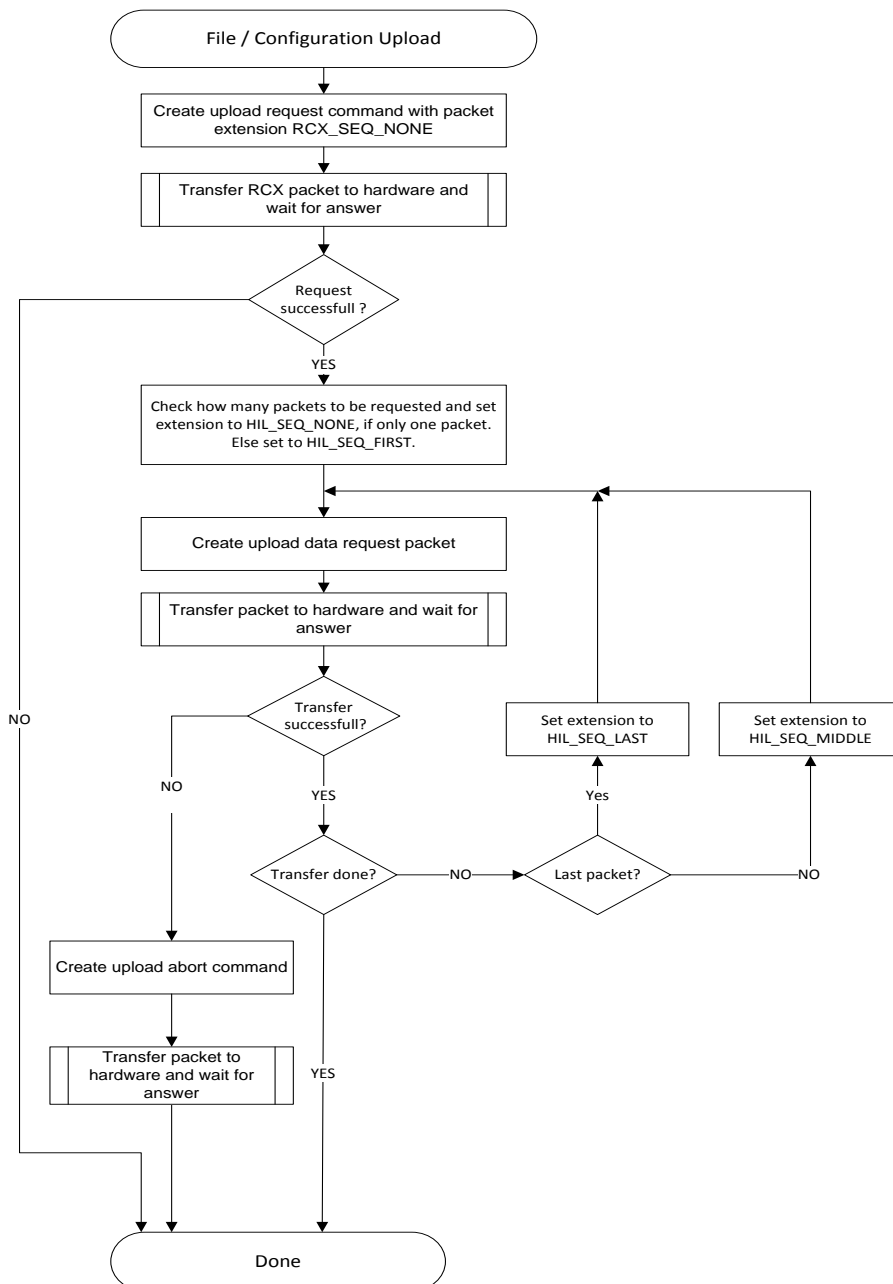 File / Configuration Upload
Create upload request command with packet
extension RCX_SEQ_NONE
Transfer RCX packet to hardware and
wait for answer
Request
successfull ?
YES
Check how many packets to be requested and set
extension to HIL_SEQ_NONE, if only one packet.
Else set to HIL_SEQ_FIRST.
Create upload data request packet
Transfer packet to hardware and wait for
answer
Transfer
successfull?
NO
Set extension to
HIL_SEQ_LAST
Set extension to
HIL_SEQ_MIDDLE
NO
YES
Yes
Transfer done?
NO
Last packet?
NO
Create upload abort command
Transfer packet to
hardware and wait for
answer
YES
Done